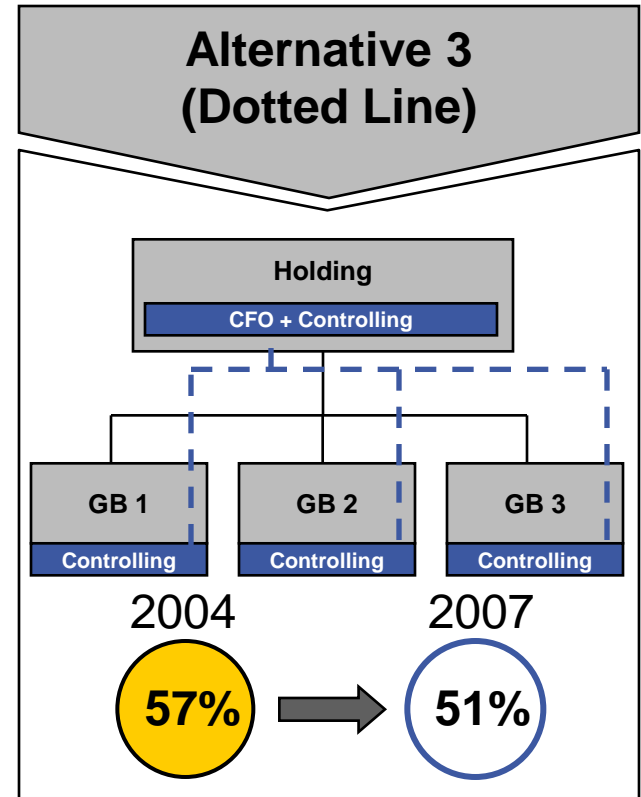 Alternative 3
(Dotted Line)
Holding
CFO + Controlling
GB 1
GB 2
GB 3
Controlling
Controlling
Controlling
2004
2007
57%
51%